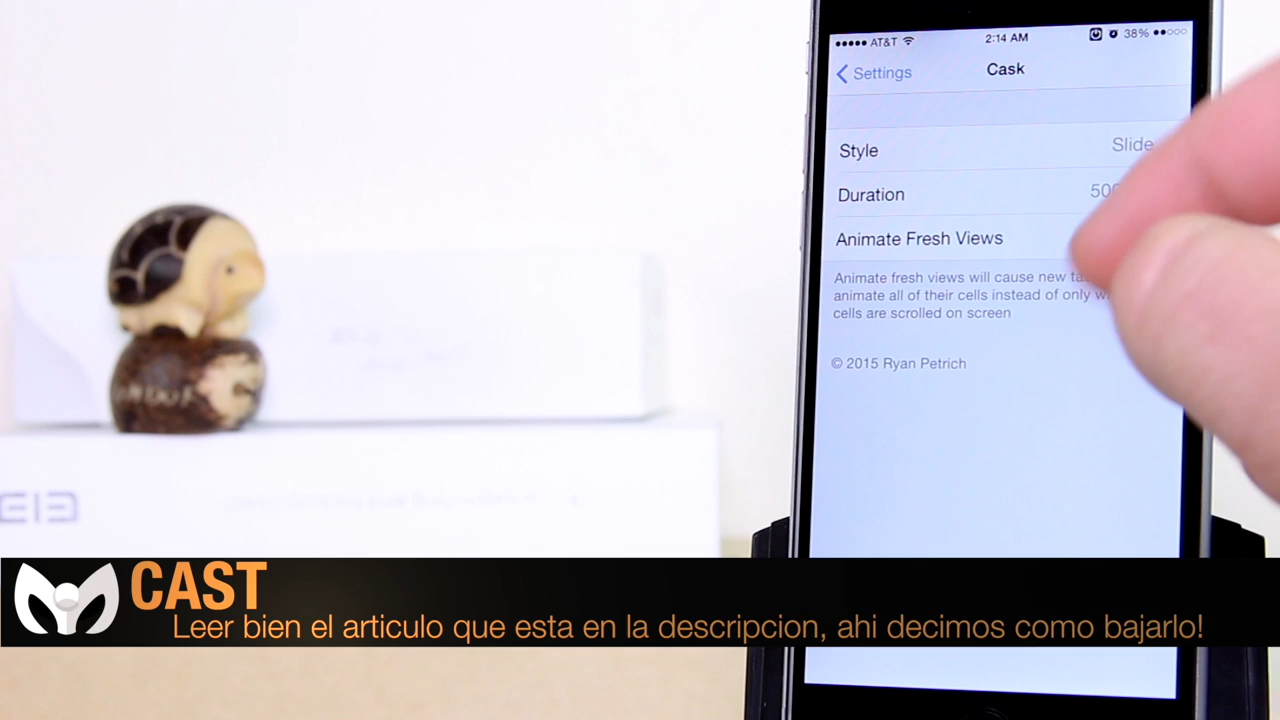 AT&T 2:14 AM 38%
Settings Cask
Style Slide
Duration
Animate Fresh Views
Animate fresh views will cause new
animate all of their cells instead of only
cells are scrolled on screen
© 2015 Ryan Petrich
CAST
Leer bien el articulo que esta en la descripcion, ahi decimos como bajarlo!